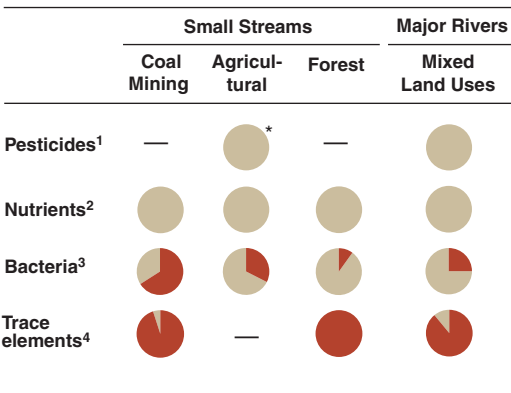 Small Streams Major Rivers
Coal Agricul- Forest Mixed
Mining tural Land Uses
Pesticides¹ — * —
Nutrients²
Bacteria³
Trace
elements⁴ —